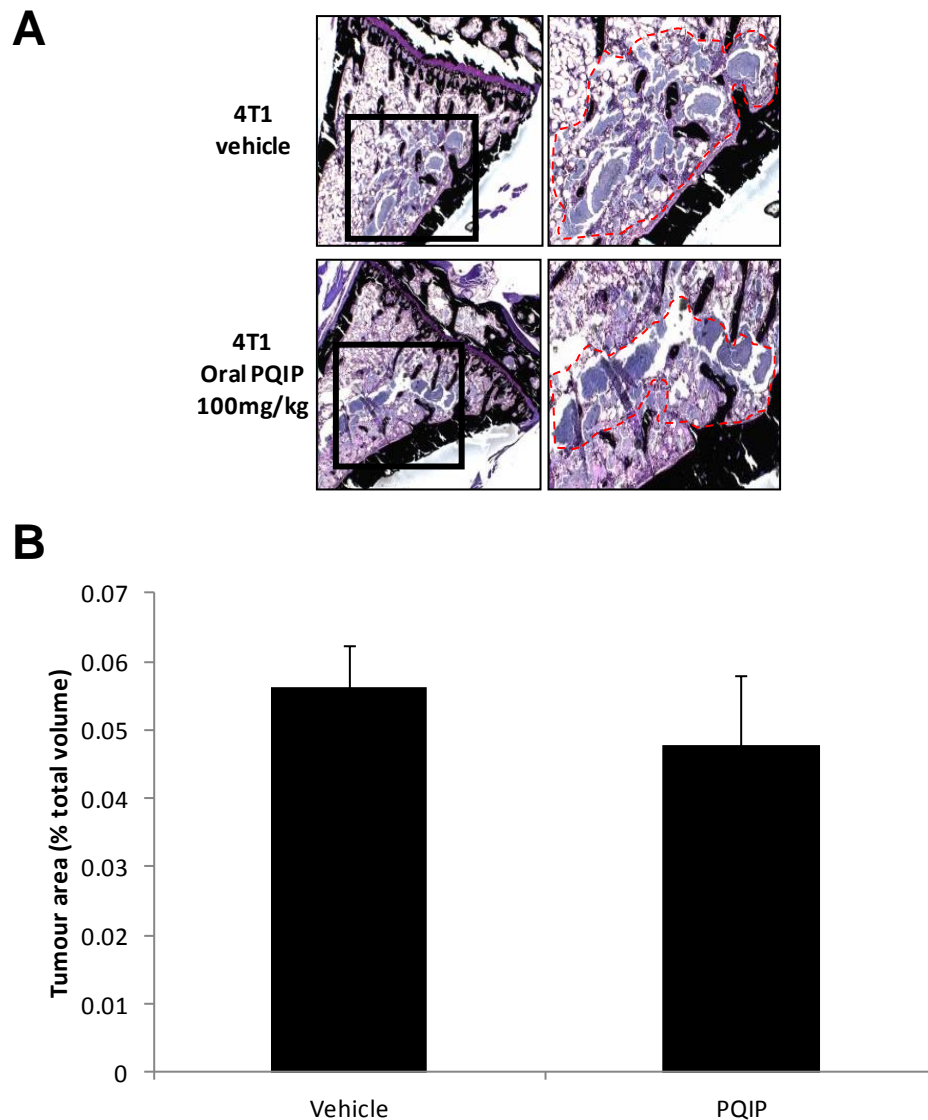 A
4T1
vehicle
4T1
Oral PQIP
100mg/kg
B
Tumour area (% total volume)
0.07
0.06
0.05
0.04
0.03
0.02
0.01
0
Vehicle
PQIP